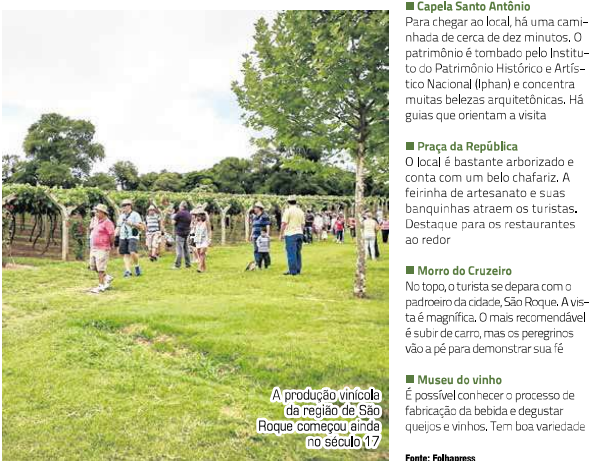 A produção vinícola
da região de São
Roque começou ainda
no século 17
■ Capela Santo Antônio
Para chegar ao local, há uma cami-
nhada de cerca de dez minutos. O
patrimônio é tombado pelo Institu-
to do Patrimônio Histórico e Artís-
tico Nacional (Iphan) e concentra
muitas belezas arquitetônicas. Há
guias que orientam a visita
■ Praça da República
O local é bastante arborizado e
conta com um belo chafariz. A
feirinha de artesanato e suas
banquinhas atraem os turistas.
Destaque para os restaurantes
ao redor
■ Morro do Cruzeiro
No topo, o turista se depara com o
padroeiro da cidade, São Roque. A vis-
ta é magnífica. O mais recomendável
é subir de carro, mas os peregrinos
vão a pé para demonstrar sua fé
■ Museu do vinho
É possível conhecer o processo de
fabricação da bebida e degustar
queijos e vinhos. Tem boa variedade
Fonte: Folhapress